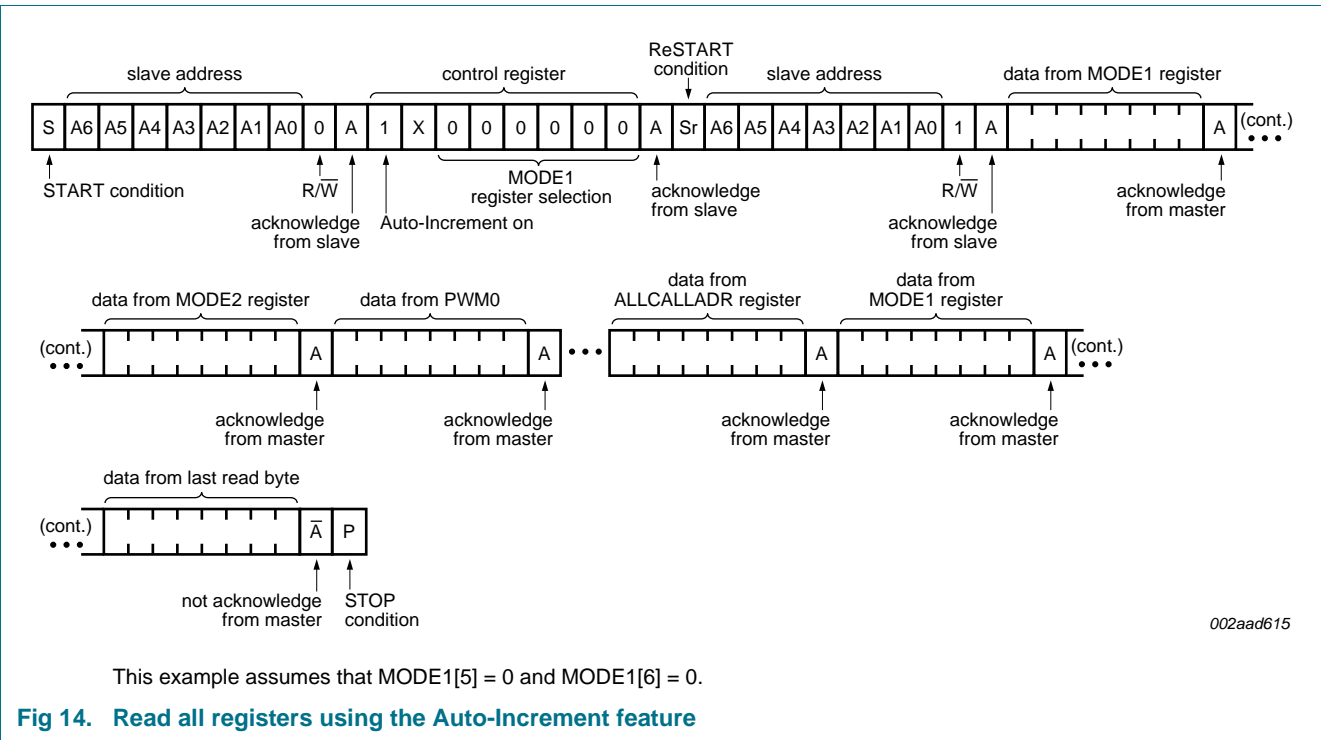 ReSTART
condition
slave address
control register
slave address
data from MODE1 register
S A6 A5 A4 A3 A2 A1 A0 0 A 1 X 0 0 0 0 0 0 A Sr A6 A5 A4 A3 A2 A1 A0 1 A A (cont.)
START condition
R/W̅
acknowledge
from slave
Auto-Increment on
MODE1
register selection
acknowledge
from slave
R/W̅
acknowledge
from slave
acknowledge
from master
data from MODE2 register
data from PWM0
data from
ALLCALLADR register
data from
MODE1 register
(cont.) A A A A (cont.)
acknowledge
from master
acknowledge
from master
acknowledge
from master
acknowledge
from master
data from last read byte
(cont.) A̅ P
not acknowledge
from master
STOP
condition
002aad615
This example assumes that MODE1[5] = 0 and MODE1[6] = 0.
Fig 14. Read all registers using the Auto-Increment feature